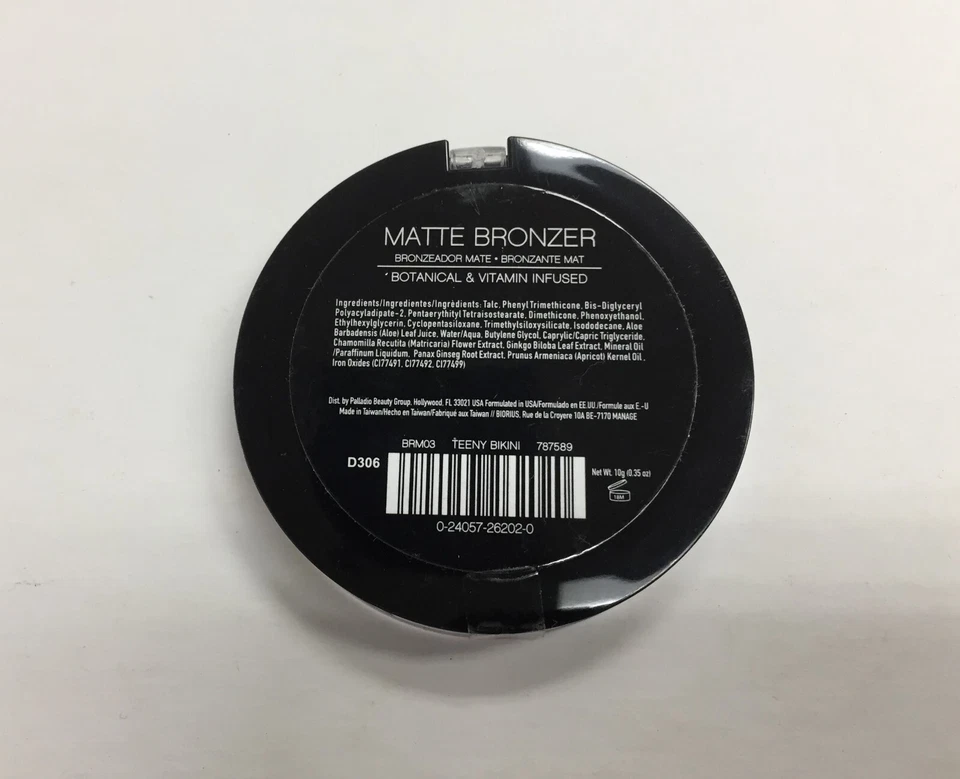 MATTE BRONZER
BRONZEADOR MATE • BRONZANTE MAT
BOTANICAL & VITAMIN INFUSED
Ingredients/Ingredientes/Ingrèdients: Talc, Phenyl Trimethicone, Bis-Diglyceryl
Polyacyladipate-2, Pentaerythityl Tetraisostearate, Dimethicone, Phenoxyethanol,
Ethylhexylglycerin, Cyclopentasiloxane, Trimethylsiloxysilicate, Isododecane, Aloe
Barbadensis (Aloe) Leaf Juice, Water/Aqua, Butylene Glycol, Caprylic/Capric Triglyceride,
Chamomilla Recutita (Matricaria) Flower Extract, Ginkgo Biloba Leaf Extract, Mineral Oil
/Paraffinum Liquidum, Panax Ginseg Root Extract, Prunus Armeniaca (Apricot) Kernel Oil,
Iron Oxides (CI77491, CI77492, CI77499)
Dist. by Palladio Beauty Group, Hollywood, FL 33021 USA Formulated in USA/Formulado en EE.UU./Formule aux E.-U
Made in Taiwan/Hecho en Taiwan/Fabriqué aux Taiwan // BIORIUS, Rue de la Croyere 10A BE-7170 MANAGE
BRM03 TEENY BIKINI 787589
D306
Net Wt. 10g (0.35 oz)
18M
0-24057-26202-0